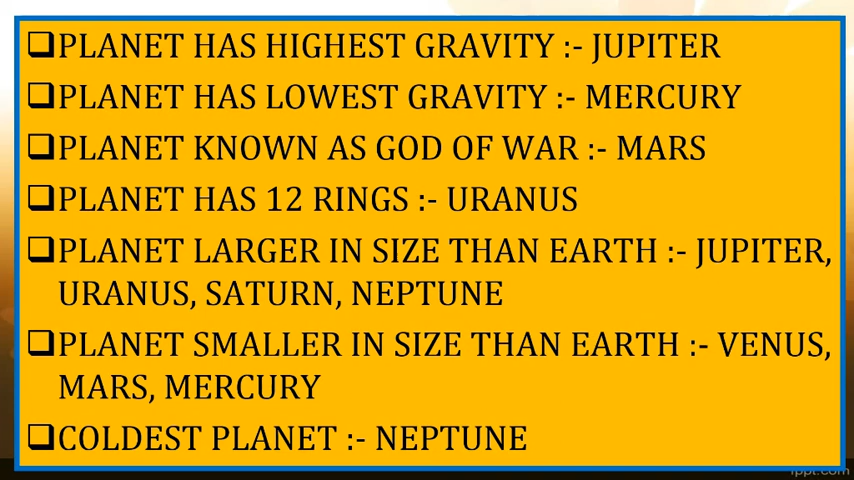 ❑PLANET HAS HIGHEST GRAVITY :- JUPITER
❑PLANET HAS LOWEST GRAVITY :- MERCURY
❑PLANET KNOWN AS GOD OF WAR :- MARS
❑PLANET HAS 12 RINGS :- URANUS
❑PLANET LARGER IN SIZE THAN EARTH :- JUPITER,
URANUS, SATURN, NEPTUNE
❑PLANET SMALLER IN SIZE THAN EARTH :- VENUS,
MARS, MERCURY
❑COLDEST PLANET :- NEPTUNE
fppt.com